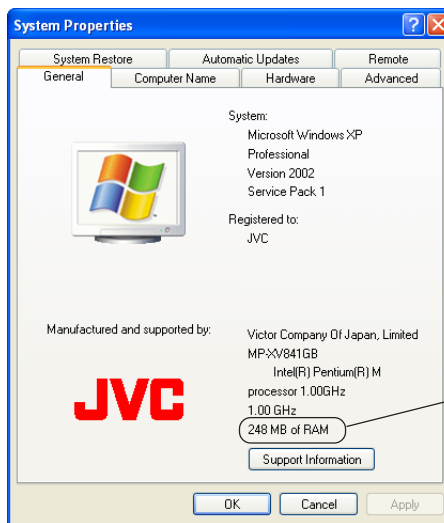 System Properties
System Restore
Automatic Updates
Remote
General
Computer Name
Hardware
Advanced
System:
Microsoft Windows XP
Professional
Version 2002
Service Pack 1
Registered to:
JVC
Manufactured and supported by:
JVC
Victor Company Of Japan, Limited
MP-XV841GB
Intel(R) Pentium(R) M
processor 1.00GHz
1.00 GHz
248 MB of RAM
Support Information
OK
Cancel
Apply